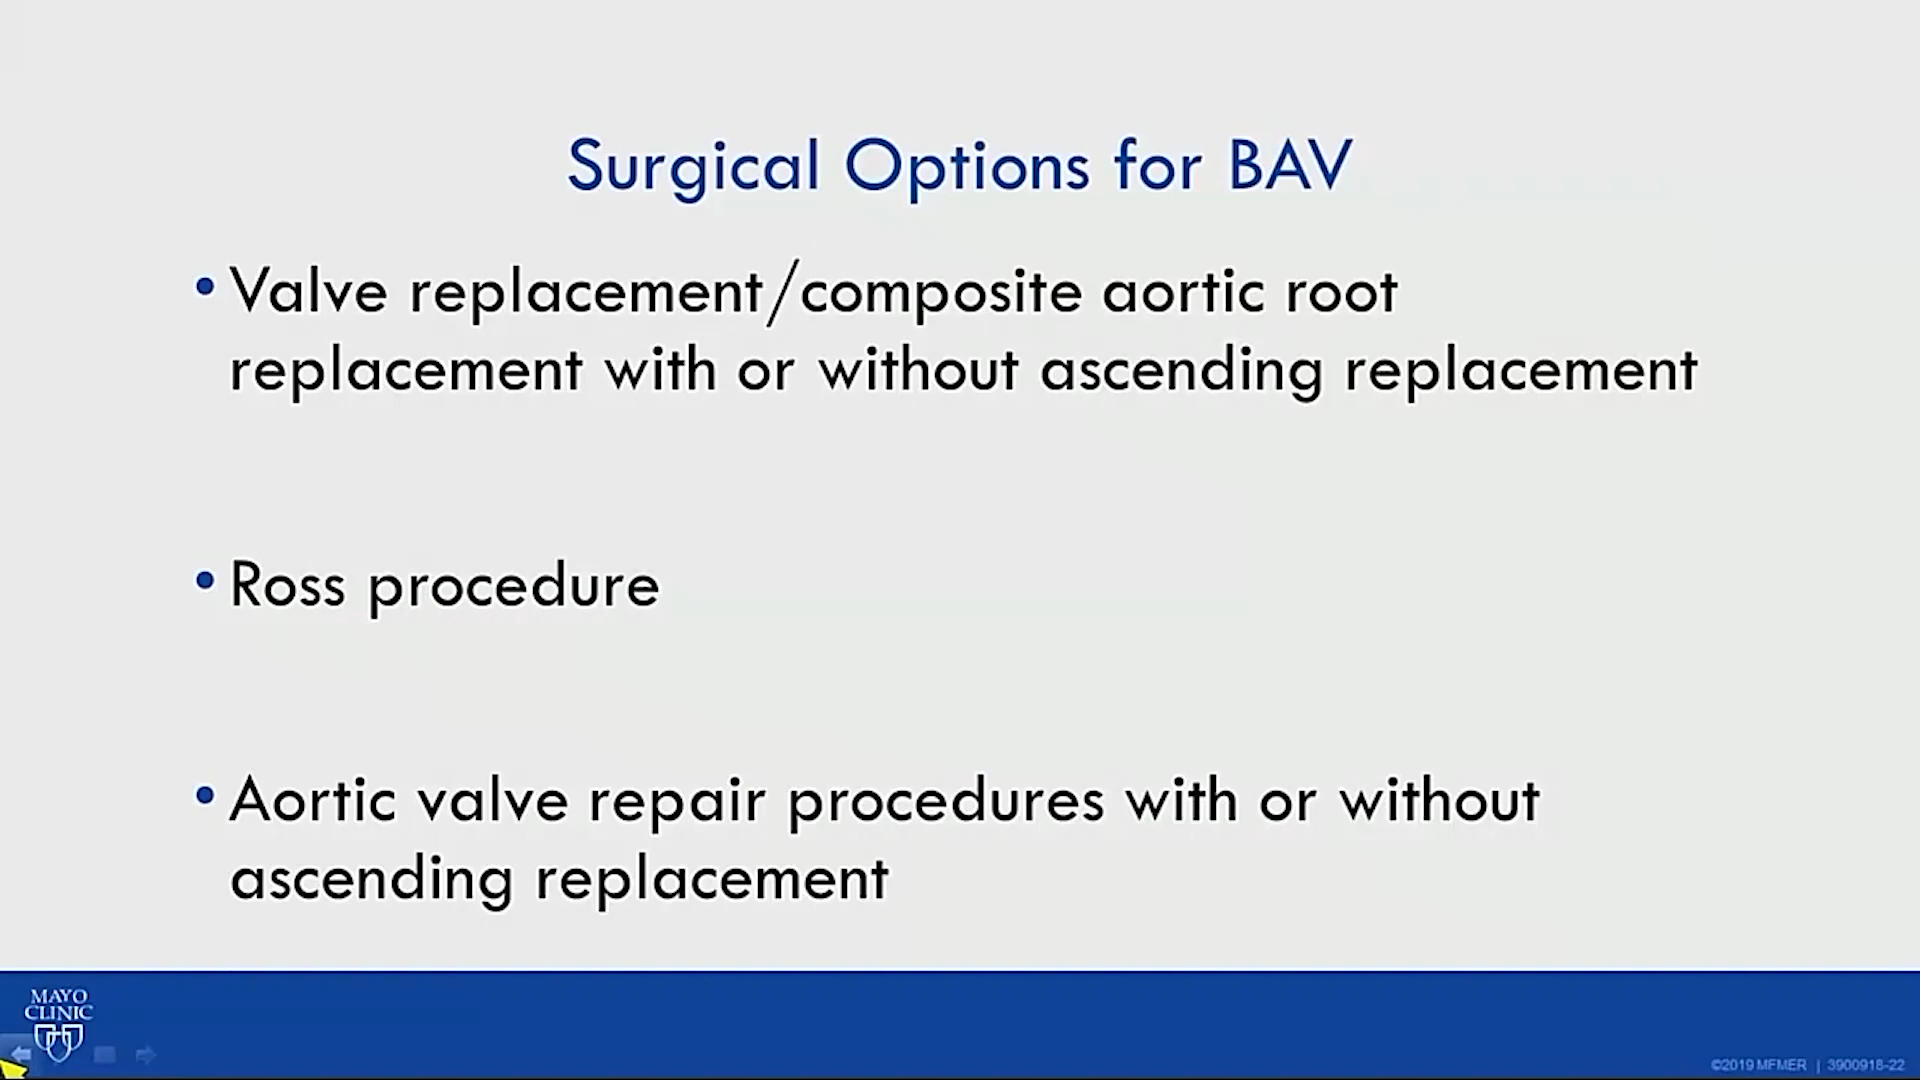 Surgical Options for BAV
• Valve replacement/composite aortic root
replacement with or without ascending replacement
• Ross procedure
• Aortic valve repair procedures with or without
ascending replacement
MAYO
CLINIC
©2019 MFMER | 3900918-22